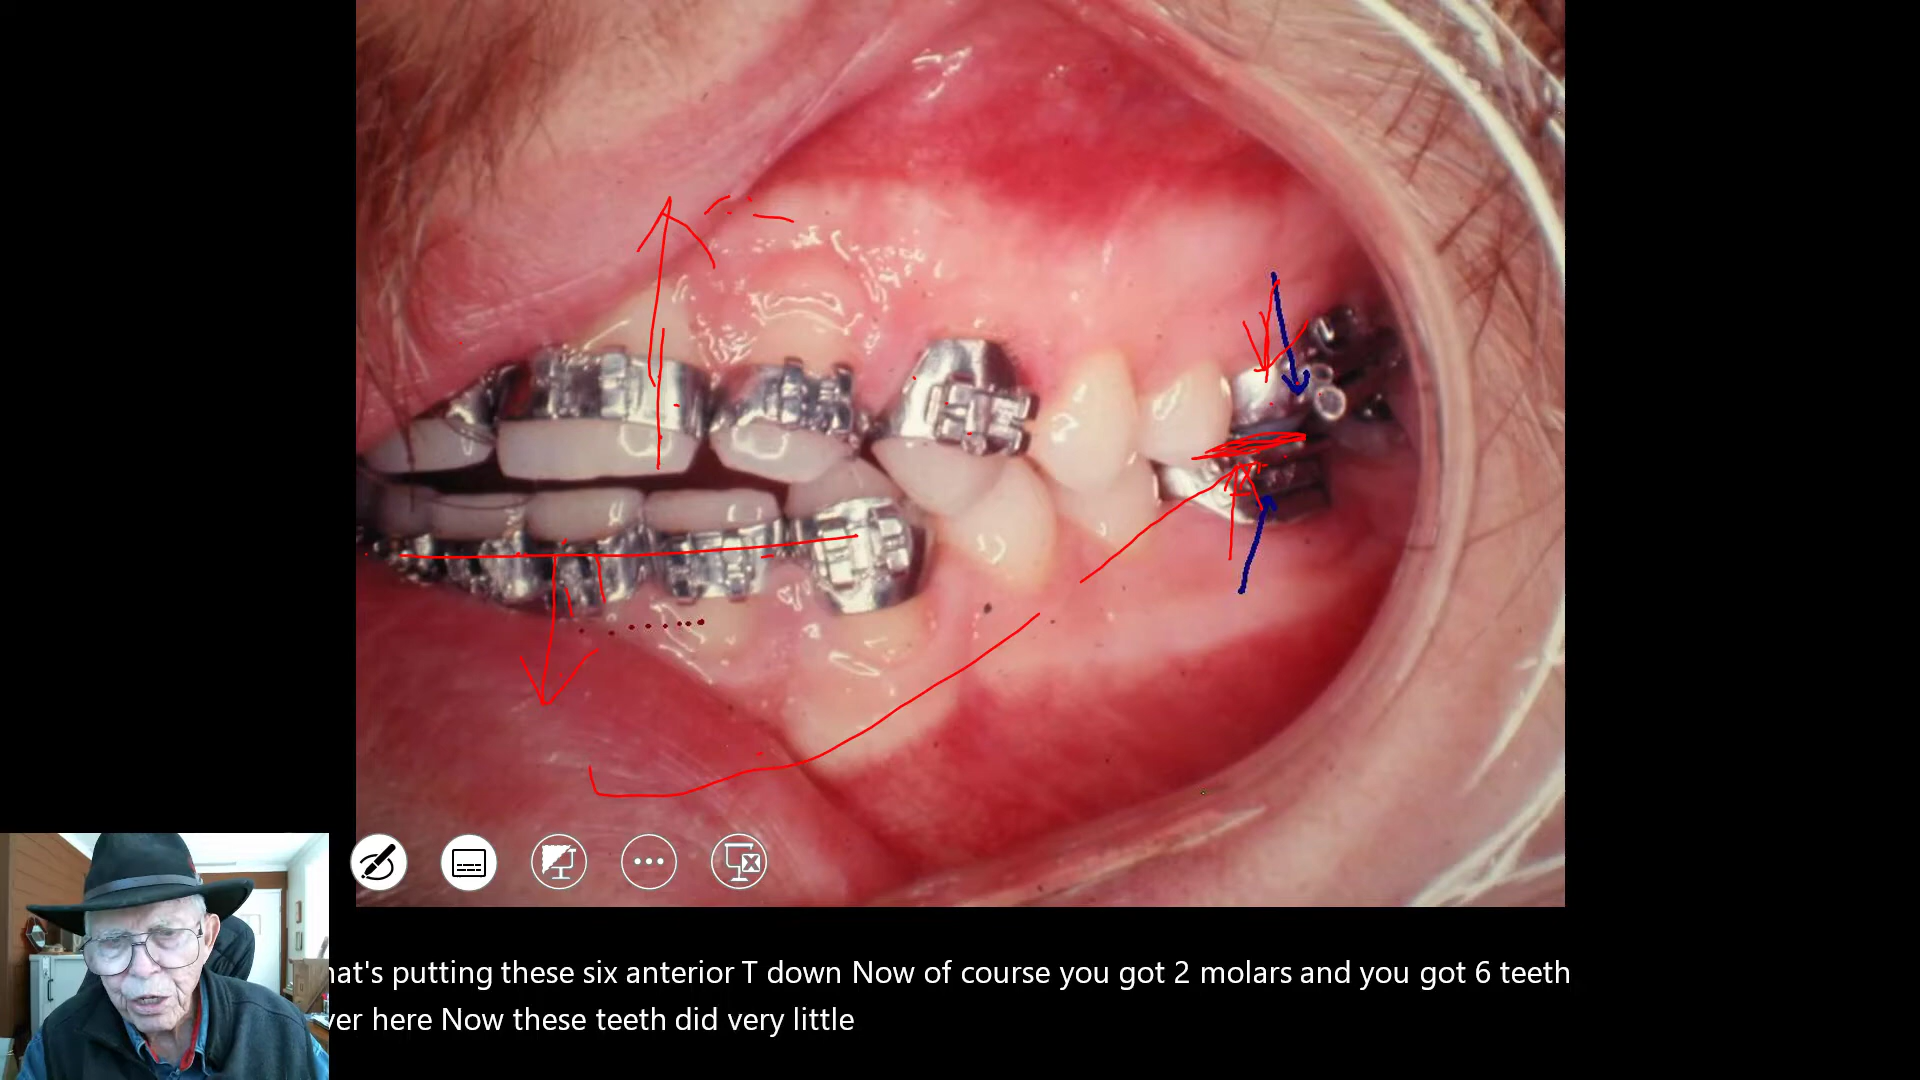 hat's putting these six anterior T down Now of course you got 2 molars and you got 6 teeth
ver here Now these teeth did very little